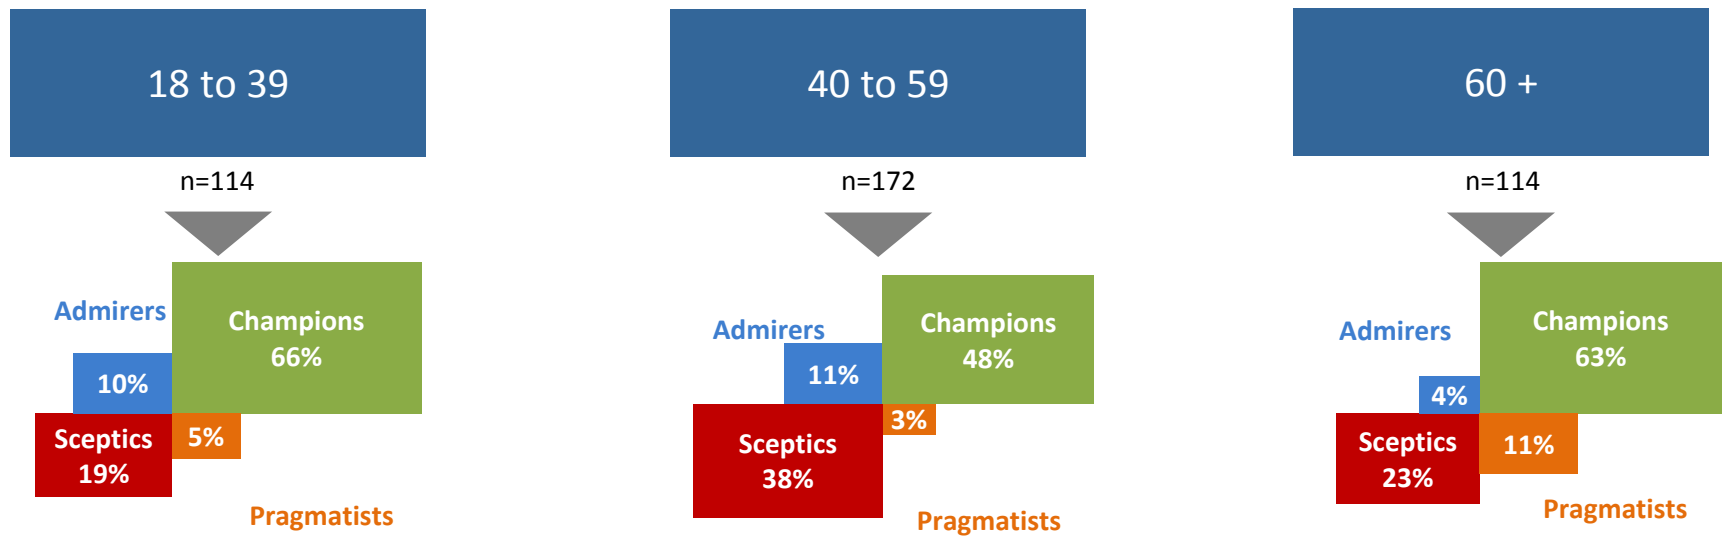 18 to 39
n=114
Admirers
Champions
66%
10%
Sceptics
19%
5%
Pragmatists
40 to 59
n=172
Admirers
Champions
48%
11%
Sceptics
38%
3%
Pragmatists
60 +
n=114
Admirers
Champions
63%
4%
Sceptics
23%
11%
Pragmatists